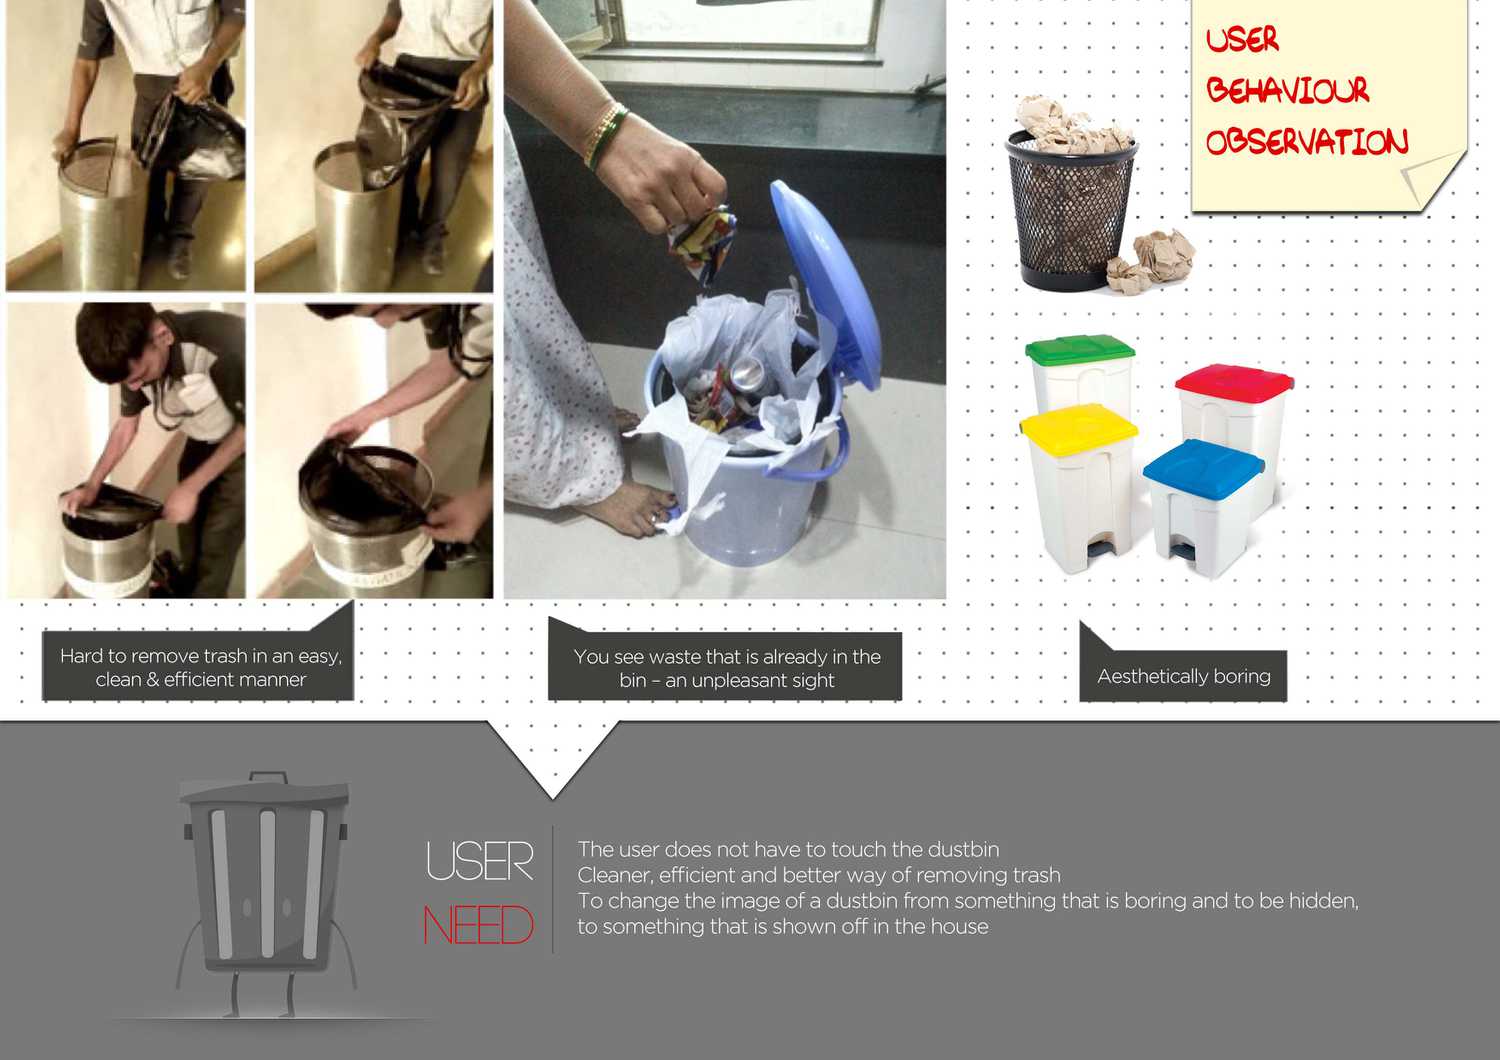 USER
BEHAVIOUR
OBSERVATION
Hard to remove trash in an easy,
clean & efficient manner
You see waste that is already in the
bin – an unpleasant sight
Aesthetically boring
USER
NEED
The user does not have to touch the dustbin
Cleaner, efficient and better way of removing trash
To change the image of a dustbin from something that is boring and to be hidden,
to something that is shown off in the house